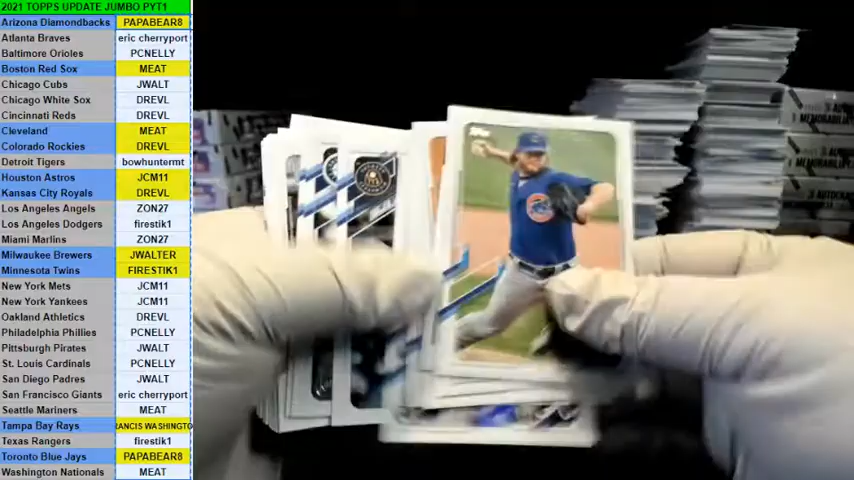 2021 TOPPS UPDATE JUMBO PYT1
Arizona Diamondbacks PAPABEAR8
Atlanta Braves eric cherryport
Baltimore Orioles PCNELLY
Boston Red Sox MEAT
Chicago Cubs JWALT
Chicago White Sox DREVL
Cincinnati Reds DREVL
Cleveland MEAT
Colorado Rockies DREVL
Detroit Tigers bowhuntermt
Houston Astros JCM11
Kansas City Royals DREVL
Los Angeles Angels ZON27
Los Angeles Dodgers firestik1
Miami Marlins ZON27
Milwaukee Brewers JWALTER
Minnesota Twins FIRESTIK1
New York Mets JCM11
New York Yankees JCM11
Oakland Athletics DREVL
Philadelphia Phillies PCNELLY
Pittsburgh Pirates JWALT
St. Louis Cardinals PCNELLY
San Diego Padres JWALT
San Francisco Giants eric cherryport
Seattle Mariners MEAT
Tampa Bay Rays RANCIS WASHINGTO
Texas Rangers firestik1
Toronto Blue Jays PAPABEAR8
Washington Nationals MEAT